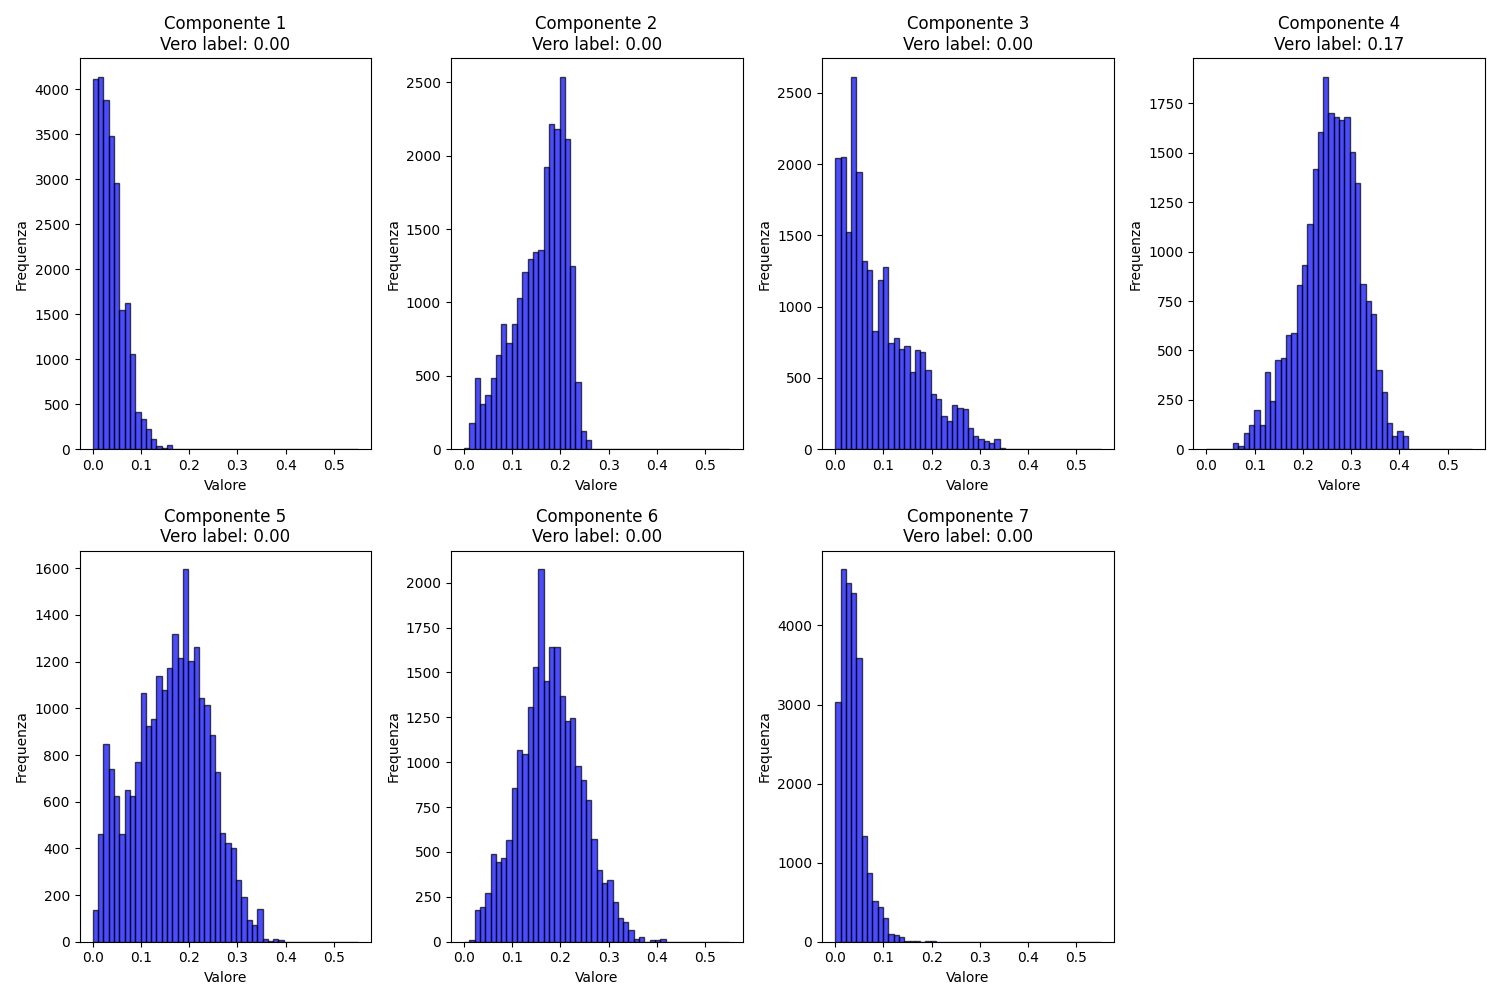 Componente 1
Vero label: 0.00
Componente 2
Vero label: 0.00
Componente 3
Vero label: 0.00
Componente 4
Vero label: 0.17
4000
3500
3000
2500
2000
1500
1000
500
0
Frequenza
0.0 0.1 0.2 0.3 0.4 0.5
Valore
2500
2000
1500
1000
500
0
Frequenza
0.0 0.1 0.2 0.3 0.4 0.5
Valore
2500
2000
1500
1000
500
0
Frequenza
0.0 0.1 0.2 0.3 0.4 0.5
Valore
1750
1500
1250
1000
750
500
250
0
Frequenza
0.0 0.1 0.2 0.3 0.4 0.5
Valore
Componente 5
Vero label: 0.00
Componente 6
Vero label: 0.00
Componente 7
Vero label: 0.00
1600
1400
1200
1000
800
600
400
200
0
Frequenza
0.0 0.1 0.2 0.3 0.4 0.5
Valore
2000
1750
1500
1250
1000
750
500
250
0
Frequenza
0.0 0.1 0.2 0.3 0.4 0.5
Valore
4000
3000
2000
1000
0
Frequenza
0.0 0.1 0.2 0.3 0.4 0.5
Valore